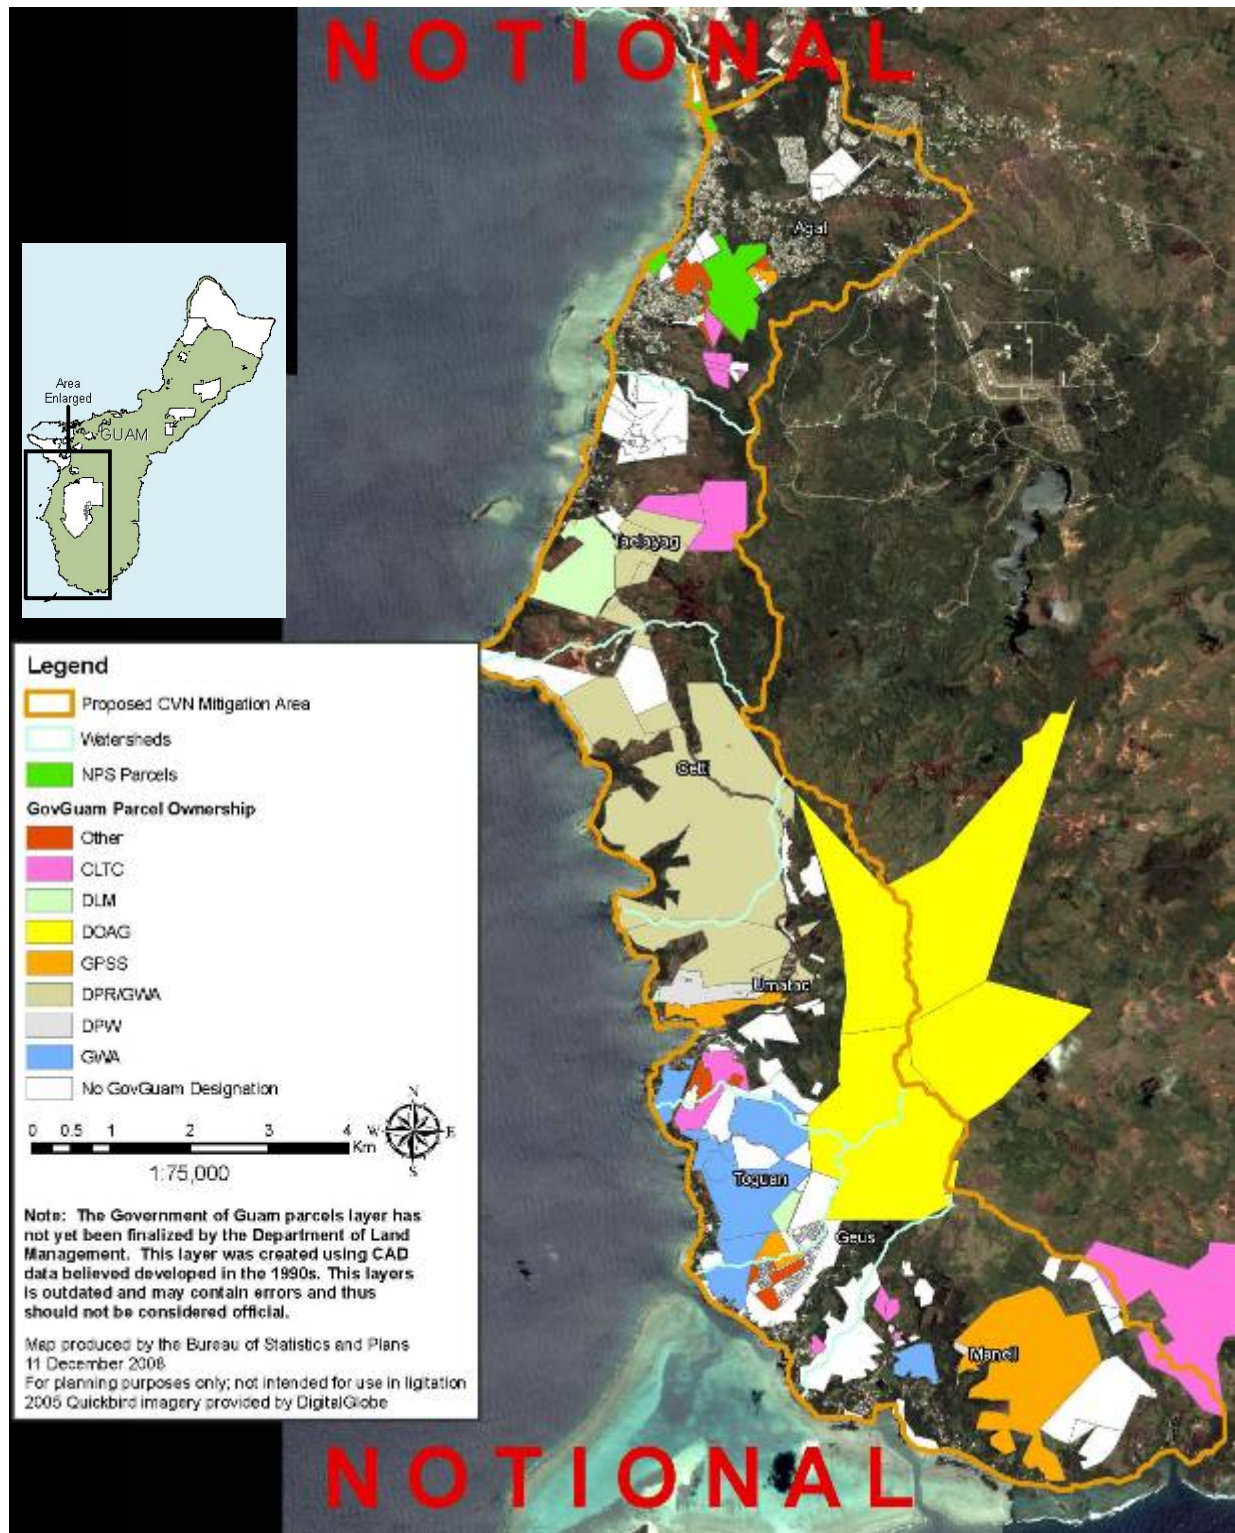 NOTIONAL
Agat
Area
Enlarged
GUAM
Taelayag
Legend
Proposed CVN Mitigation Area
Watersheds
NPS Parcels
GovGuam Parcel Ownership
Other
CLTC
DLM
DOAG
GPSS
DPR/GWA
DPW
GWA
No GovGuam Designation
Cetti
Umatac
Toguan
Geus
Manell
N
W
E
S
0 0.5 1 2 3 4
Km
1:75,000
Note: The Government of Guam parcels layer has
not yet been finalized by the Department of Land
Management. This layer was created using CAD
data believed developed in the 1990s. This layers
is outdated and may contain errors and thus
should not be considered official.
Map produced by the Bureau of Statistics and Plans
11 December 2008
For planning purposes only; not intended for use in ligitation
2005 Quickbird imagery provided by DigitalGlobe
NOTIONAL